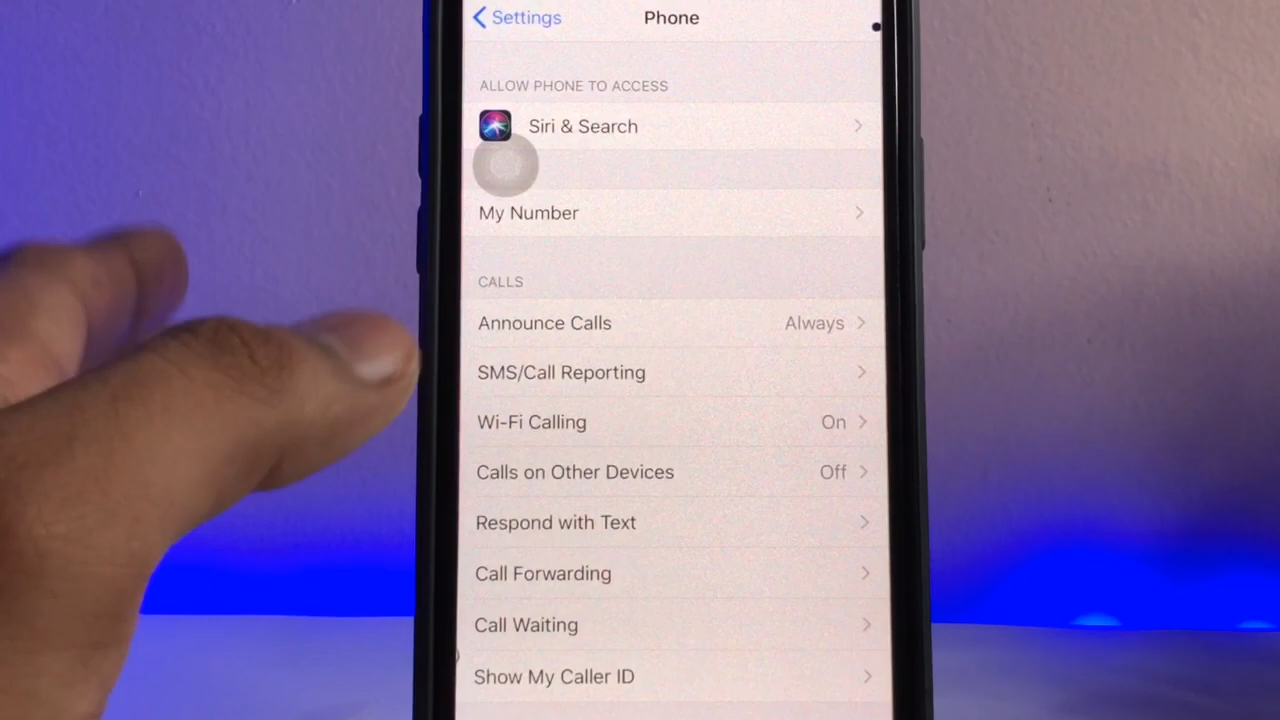 Settings
Phone
ALLOW PHONE TO ACCESS
Siri & Search
My Number
CALLS
Announce Calls Always
SMS/Call Reporting
Wi-Fi Calling On
Calls on Other Devices Off
Respond with Text
Call Forwarding
Call Waiting
Show My Caller ID